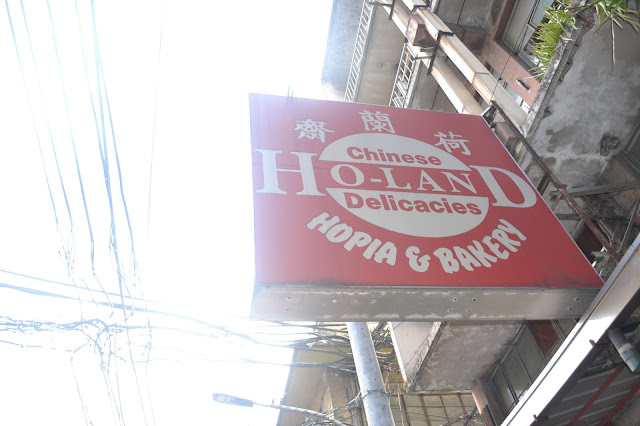 齋蘭荷
Chinese
HO-LAND
Delicacies
HOPIA & BAKERY